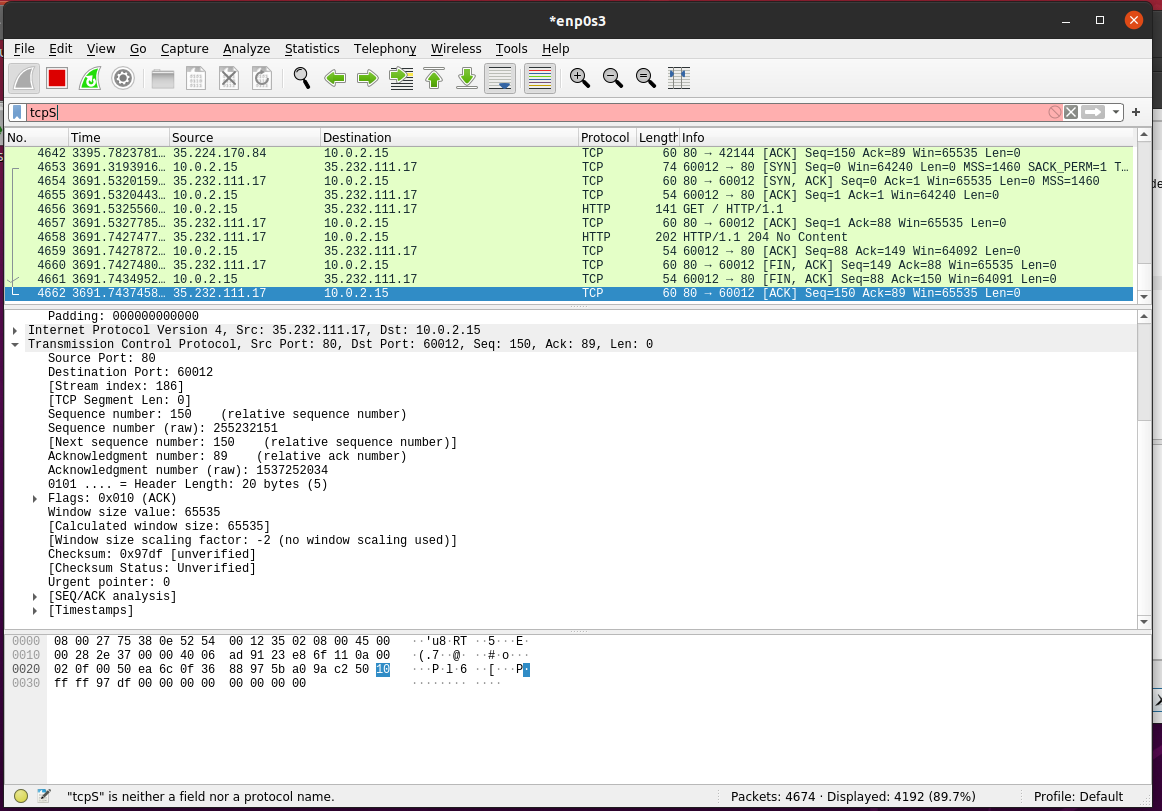 *enp0s3
File Edit View Go Capture Analyze Statistics Telephony Wireless Tools Help
tcpS
No. Time Source Destination Protocol Length Info
4642 3395.7823781… 35.224.170.84 10.0.2.15 TCP 60 80 → 42144 [ACK] Seq=150 Ack=89 Win=65535 Len=0
4653 3691.3193916… 10.0.2.15 35.232.111.17 TCP 74 60012 → 80 [SYN] Seq=0 Win=64240 Len=0 MSS=1460 SACK_PERM=1 T…
4654 3691.5320159… 35.232.111.17 10.0.2.15 TCP 60 80 → 60012 [SYN, ACK] Seq=0 Ack=1 Win=65535 Len=0 MSS=1460
4655 3691.5320443… 10.0.2.15 35.232.111.17 TCP 54 60012 → 80 [ACK] Seq=1 Ack=1 Win=64240 Len=0
4656 3691.5325560… 10.0.2.15 35.232.111.17 HTTP 141 GET / HTTP/1.1
4657 3691.5327785… 35.232.111.17 10.0.2.15 TCP 60 80 → 60012 [ACK] Seq=1 Ack=88 Win=65535 Len=0
4658 3691.7427477… 35.232.111.17 10.0.2.15 HTTP 202 HTTP/1.1 204 No Content
4659 3691.7427872… 10.0.2.15 35.232.111.17 TCP 54 60012 → 80 [ACK] Seq=88 Ack=149 Win=64092 Len=0
4660 3691.7427480… 35.232.111.17 10.0.2.15 TCP 60 80 → 60012 [FIN, ACK] Seq=149 Ack=88 Win=65535 Len=0
4661 3691.7434952… 10.0.2.15 35.232.111.17 TCP 54 60012 → 80 [FIN, ACK] Seq=88 Ack=150 Win=64091 Len=0
4662 3691.7437458… 35.232.111.17 10.0.2.15 TCP 60 80 → 60012 [ACK] Seq=150 Ack=89 Win=65535 Len=0
Padding: 000000000000
Internet Protocol Version 4, Src: 35.232.111.17, Dst: 10.0.2.15
Transmission Control Protocol, Src Port: 80, Dst Port: 60012, Seq: 150, Ack: 89, Len: 0
Source Port: 80
Destination Port: 60012
[Stream index: 186]
[TCP Segment Len: 0]
Sequence number: 150 (relative sequence number)
Sequence number (raw): 255232151
[Next sequence number: 150 (relative sequence number)]
Acknowledgment number: 89 (relative ack number)
Acknowledgment number (raw): 1537252034
0101 .... = Header Length: 20 bytes (5)
Flags: 0x010 (ACK)
Window size value: 65535
[Calculated window size: 65535]
[Window size scaling factor: -2 (no window scaling used)]
Checksum: 0x97df [unverified]
[Checksum Status: Unverified]
Urgent pointer: 0
[SEQ/ACK analysis]
[Timestamps]
0000 08 00 27 75 38 0e 52 54 00 12 35 02 08 00 45 00 ··'u8·RT ··5···E·
0010 00 28 2e 37 00 00 40 06 ad 91 23 e8 6f 11 0a 00 ·(.7··@· ··#·o···
0020 02 0f 00 50 ea 6c 0f 36 88 97 5b a0 9a c2 50 10 ···P·l·6 ··[···P·
0030 ff ff 97 df 00 00 00 00 00 00 00 00 ········ ····
"tcpS" is neither a field nor a protocol name. Packets: 4674 · Displayed: 4192 (89.7%) Profile: Default